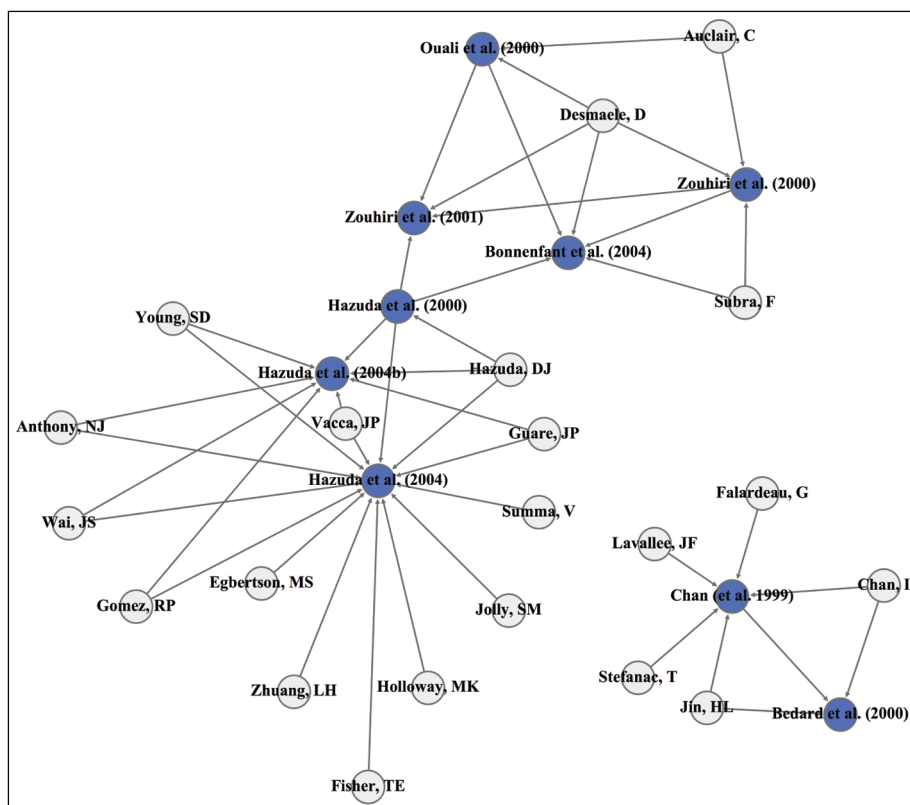 Auclair, C
Ouali et al. (2000)
Desmaele, D
Zouhiri et al. (2000)
Zouhiri et al. (2001)
Bonnenfant et al. (2004)
Subra, F
Hazuda et al. (2000)
Young, SD
Hazuda et al. (2004b)
Hazuda, DJ
Vacca, JP
Anthony, NJ
Guare, JP
Hazuda et al. (2004)
Falardeau, G
Summa, V
Wai, JS
Lavallee, JF
Egbertson, MS
Chan, L
Chan (et al. 1999)
Gomez, RP
Jolly, SM
Stefanac, T
Zhuang, LH
Holloway, MK
Jin, HL
Bedard et al. (2000)
Fisher, TE